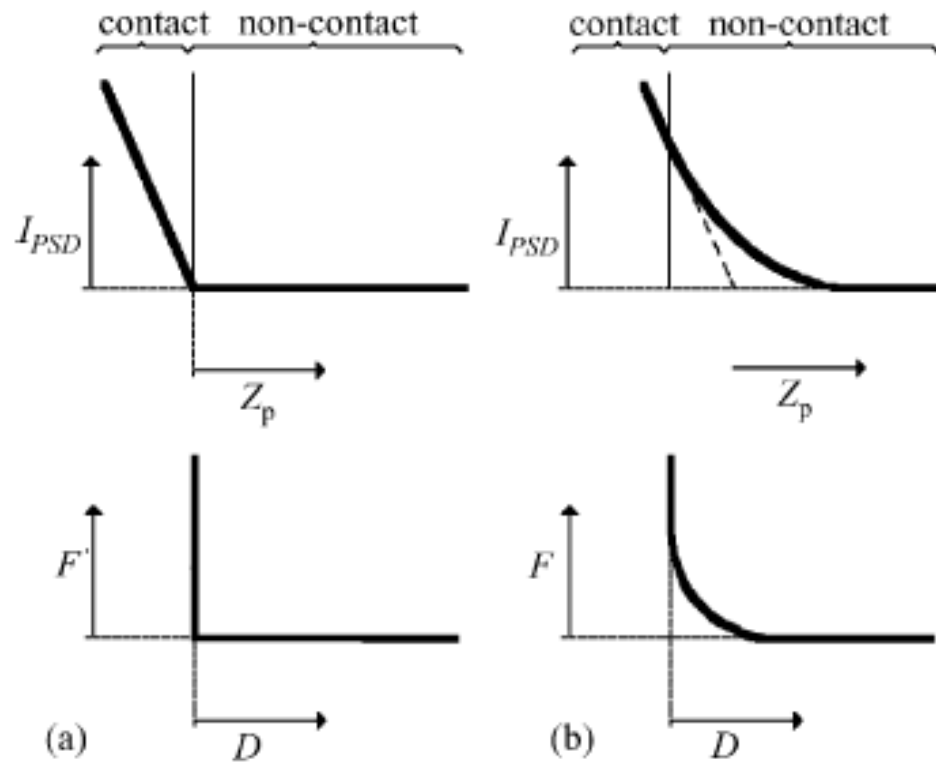 contact non-contact contact non-contact
I_PSD I_PSD
Z_p Z_p
F' F
(a) D (b) D